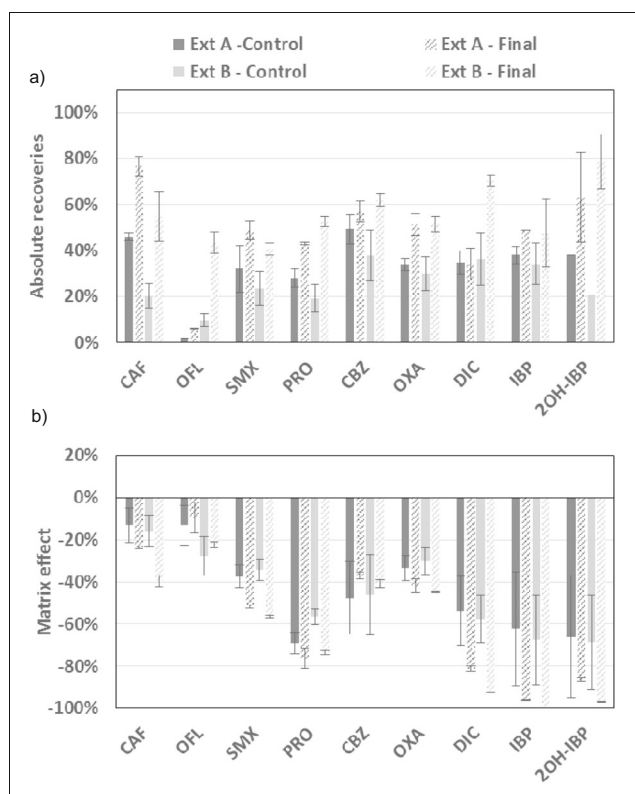 Ext A -Control Ext A - Final
Ext B - Control Ext B - Final
a)
Absolute recoveries
100%
80%
60%
40%
20%
0%
CAF OFL SMX PRO CBZ OXA DIC IBP 2OH-IBP
b)
Matrix effect
20%
0%
-20%
-40%
-60%
-80%
-100%
CAF OFL SMX PRO CBZ OXA DIC IBP 2OH-IBP